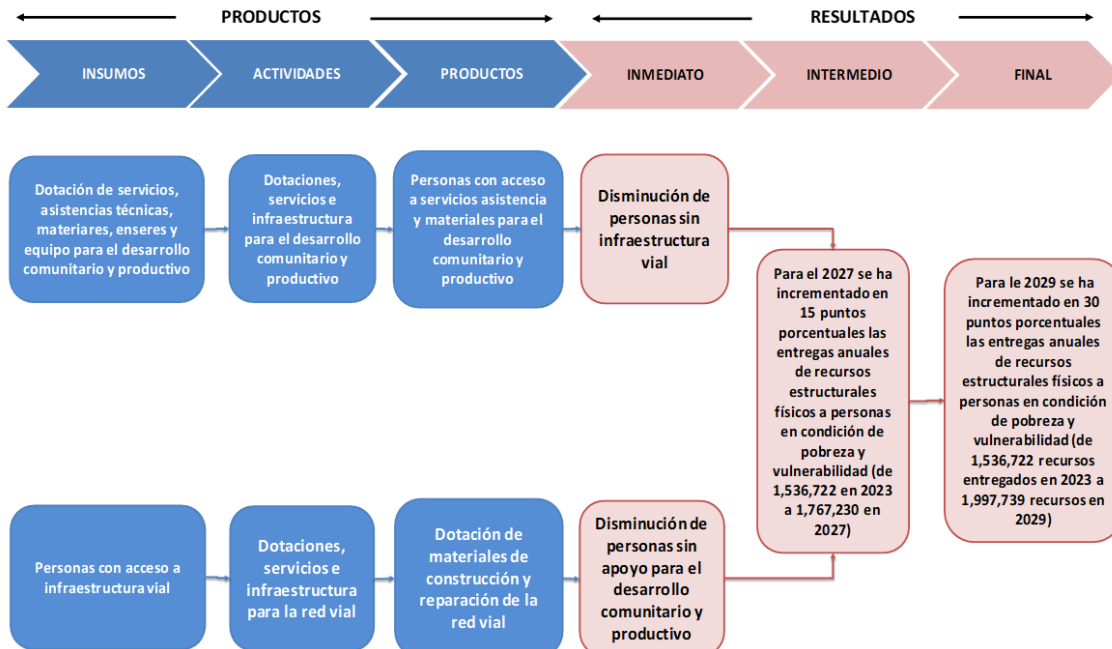 PRODUCTOS
RESULTADOS
INSUMOS
ACTIVIDADES
PRODUCTOS
INMEDIATO
INTERMEDIO
FINAL
Dotación de servicios,
asistencias técnicas,
materiares, enseres y
equipo para el desarrollo
comunitario y productivo
Dotaciones,
servicios e
infraestructura
para el desarrollo
comunitario y
productivo
Personas con acceso
a servicios asistencia
y materiales para el
desarrollo
comunitario y
productivo
Disminución de
personas sin
infraestructura
vial
Para el 2027 se ha
incrementado en
15 puntos
porcentuales las
entregas anuales
de recursos
estructurales
físicos a personas
en condición de
pobreza y
vulnerabilidad (de
1,536,722 en 2023
a 1,767,230 en
2027)
Para le 2029 se ha
incrementado en 30
puntos porcentuales
las entregas anuales
de recursos
estructurales físicos a
personas en condición
de pobreza y
vulnerabilidad (de
1,536,722 recursos
entregados en 2023 a
1,997,739 recursos en
2029)
Personas con acceso a
infraestructura vial
Dotaciones,
servicios e
infraestructura
para la red vial
Dotación de
materiales de
construcción y
reparación de la
red vial
Disminución de
personas sin
apoyo para el
desarrollo
comunitario y
productivo